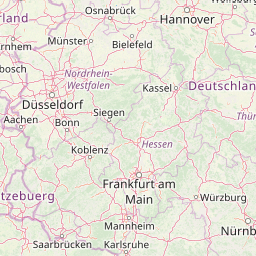 Osnabrück
Hannover
Münster
Bielefeld
Nordrhein-
Westfalen
Kassel
Düsseldorf
Siegen
Aachen
Bonn
Hessen
Koblenz
Frankfurt am
Main
Würzburg
Mannheim
Saarbrücken
Karlsruhe